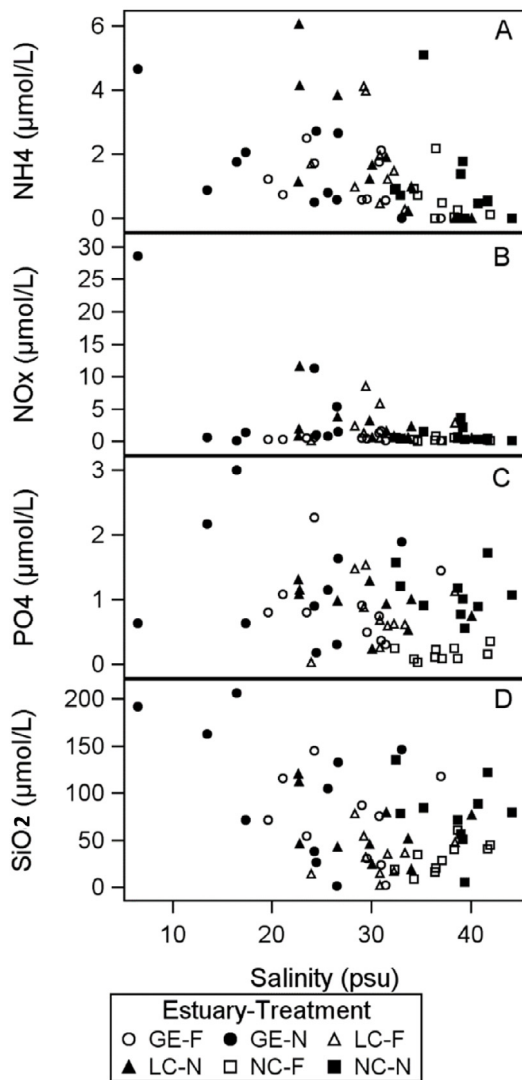 A
6
4
2
0
NH4 (µmol/L)
B
30
25
20
15
10
5
0
NOx (µmol/L)
C
3
2
1
0
PO4 (µmol/L)
D
200
150
100
50
0
SiO2 (µmol/L)
10 20 30 40
Salinity (psu)
Estuary-Treatment
GE-F GE-N LC-F
LC-N NC-F NC-N